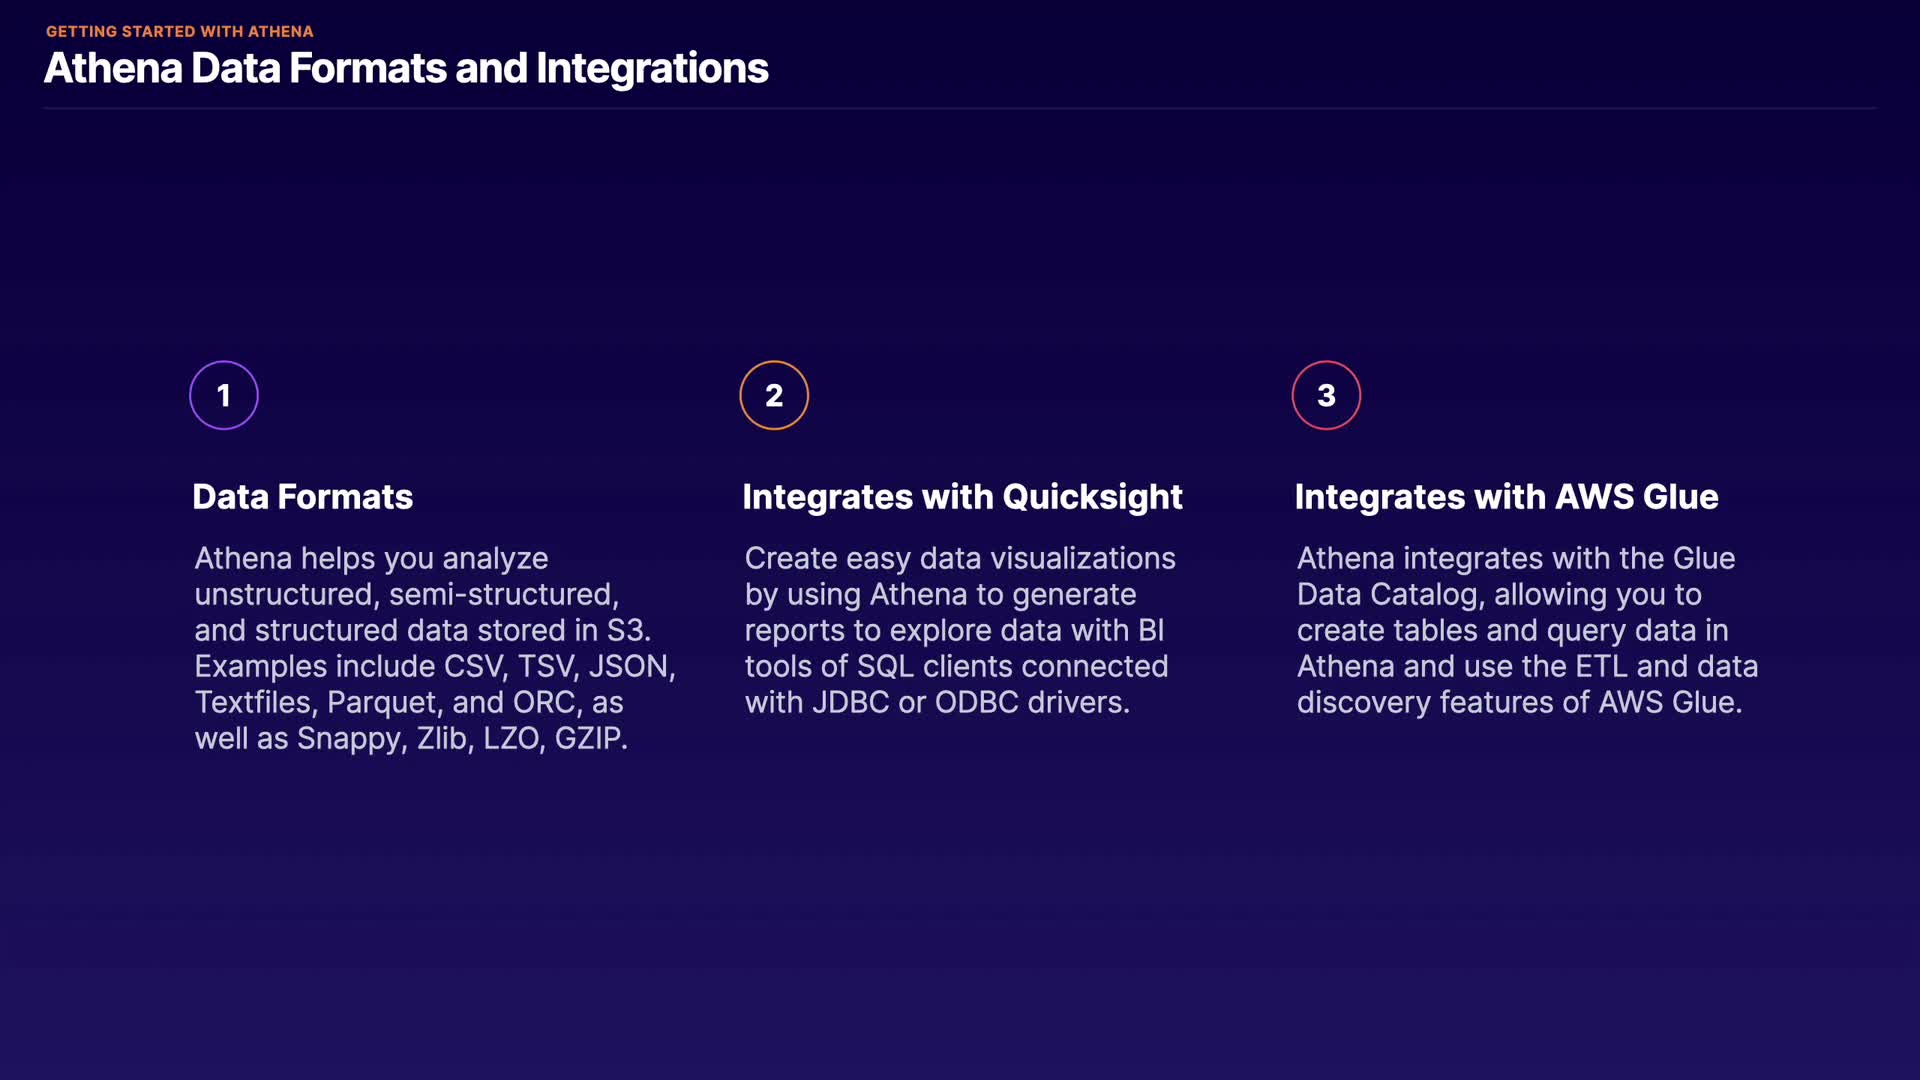 GETTING STARTED WITH ATHENA
Athena Data Formats and Integrations
1
Data Formats
Athena helps you analyze
unstructured, semi-structured,
and structured data stored in S3.
Examples include CSV, TSV, JSON,
Textfiles, Parquet, and ORC, as
well as Snappy, Zlib, LZO, GZIP.
2
Integrates with Quicksight
Create easy data visualizations
by using Athena to generate
reports to explore data with BI
tools of SQL clients connected
with JDBC or ODBC drivers.
3
Integrates with AWS Glue
Athena integrates with the Glue
Data Catalog, allowing you to
create tables and query data in
Athena and use the ETL and data
discovery features of AWS Glue.